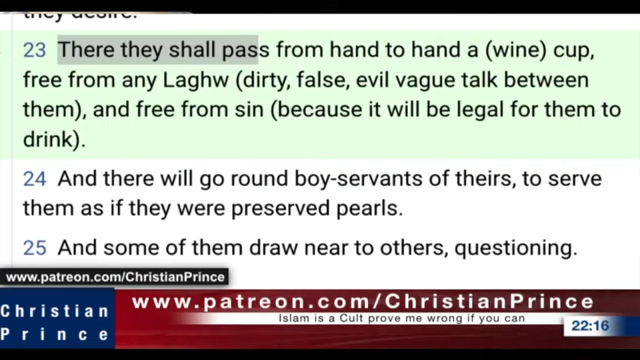 they desire.
23 There they shall pass from hand to hand a (wine) cup,
free from any Laghw (dirty, false, evil vague talk between
them), and free from sin (because it will be legal for them to
drink).
24 And there will go round boy-servants of theirs, to serve
them as if they were preserved pearls.
25 And some of them draw near to others, questioning.
www.patreon.com/ChristianPrince
Christian
Prince
www.patreon.com/ChristianPrince
Islam is a Cult prove me wrong if you can
22:16